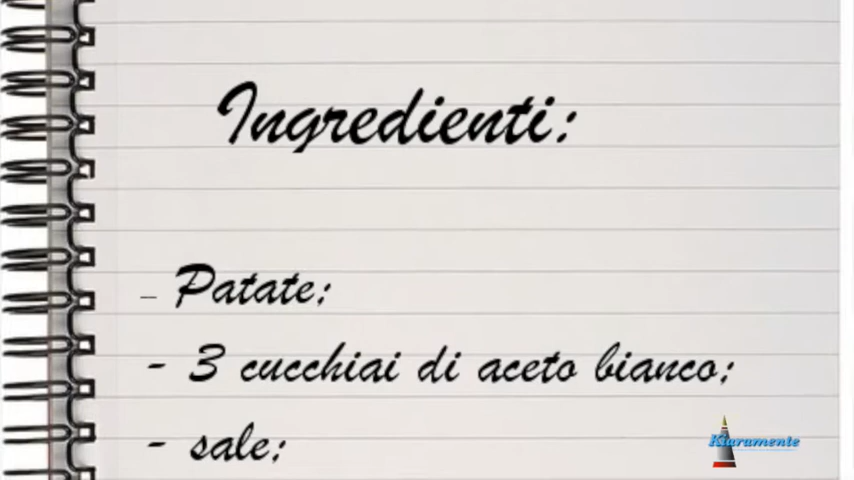 Ingredienti:
- Patate;
- 3 cucchiai di aceto bianco;
- sale;
Kiaramente